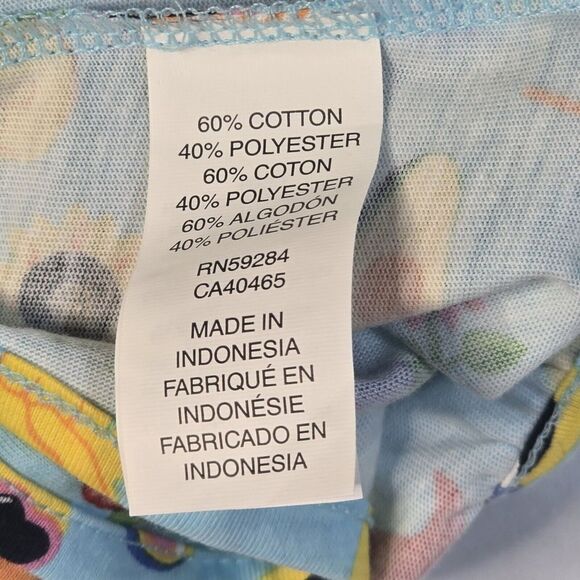 60% COTTON
40% POLYESTER
60% COTON
40% POLYESTER
60% ALGODÓN
40% POLIÉSTER
RN59284
CA40465
MADE IN
INDONESIA
FABRIQUÉ EN
INDONÉSIE
FABRICADO EN
INDONESIA